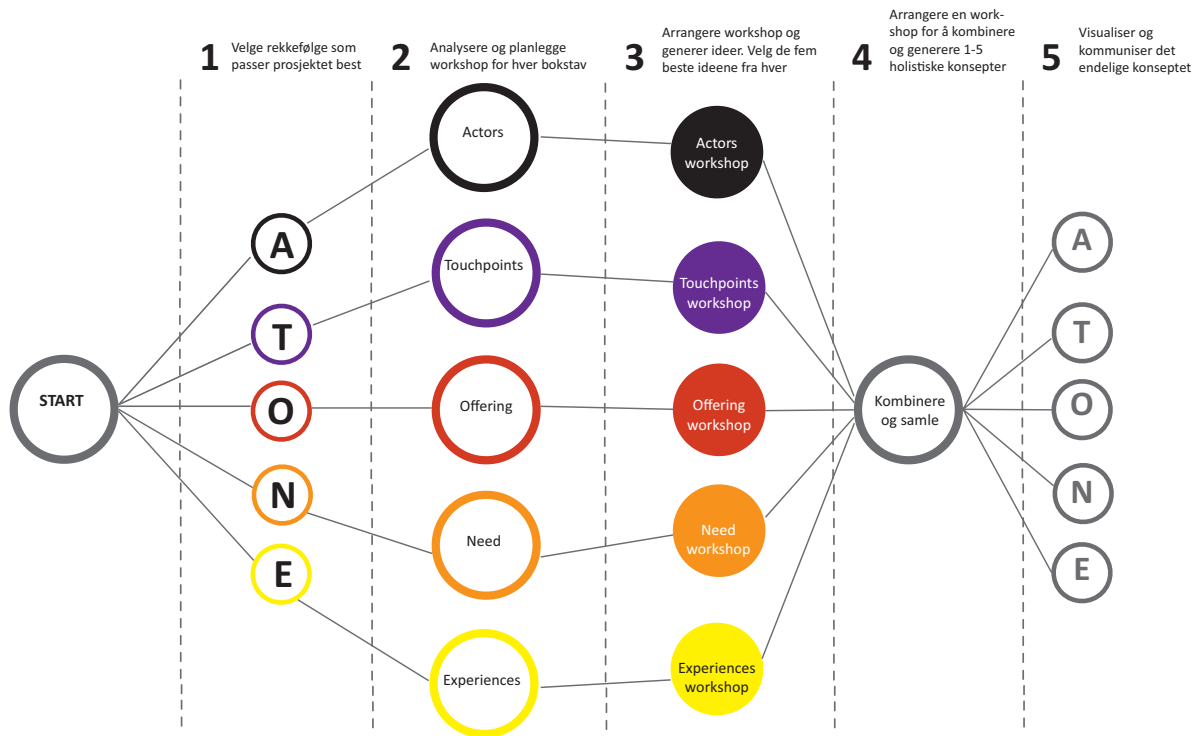 1
Velge rekkefølge som
passer prosjektet best
2
Analysere og planlegge
workshop for hver bokstav
3
Arrangere workshop og
generer ideer. Velg de fem
beste ideene fra hver
4
Arrangere en work-
shop for å kombinere
og generere 1-5
holistiske konsepter
5
Visualiser og
kommuniser det
endelige konseptet
START
A
T
O
N
E
Actors
Touchpoints
Offering
Need
Experiences
Actors
workshop
Touchpoints
workshop
Offering
workshop
Need
workshop
Experiences
workshop
Kombinere
og samle
A
T
O
N
E